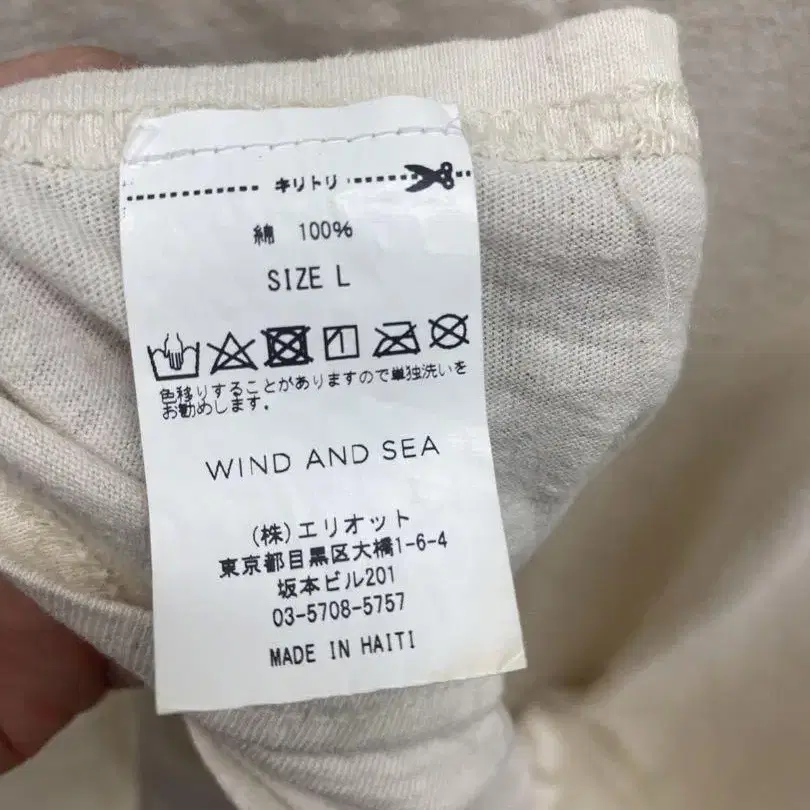 キリトリ
綿 100%
SIZE L
色移りすることがありますので単独洗いを
お勧めします。
WIND AND SEA
(株)エリオット
東京都目黒区大橋1-6-4
坂本ビル201
03-5708-5757
MADE IN HAITI